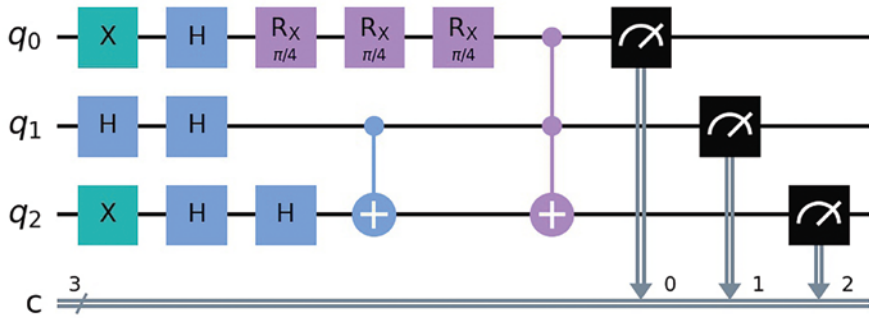 q0 X H RX π/4 RX π/4 RX π/4
q1 H H
q2 X H H
c 3 0 1 2